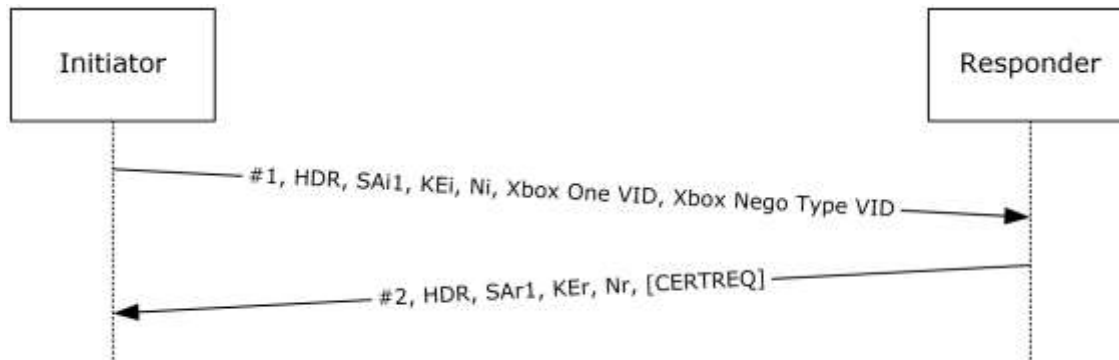 Initiator
Responder
#1, HDR, SAi1, KEi, Ni, Xbox One VID, Xbox Nego Type VID
#2, HDR, SAr1, KEr, Nr, [CERTREQ]